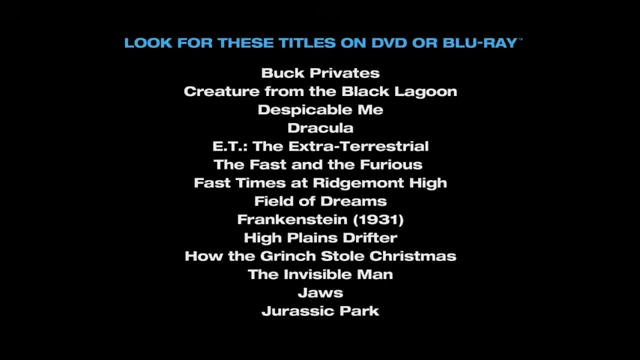 LOOK FOR THESE TITLES ON DVD OR BLU-RAY™
Buck Privates
Creature from the Black Lagoon
Despicable Me
Dracula
E.T.: The Extra-Terrestrial
The Fast and the Furious
Fast Times at Ridgemont High
Field of Dreams
Frankenstein (1931)
High Plains Drifter
How the Grinch Stole Christmas
The Invisible Man
Jaws
Jurassic Park